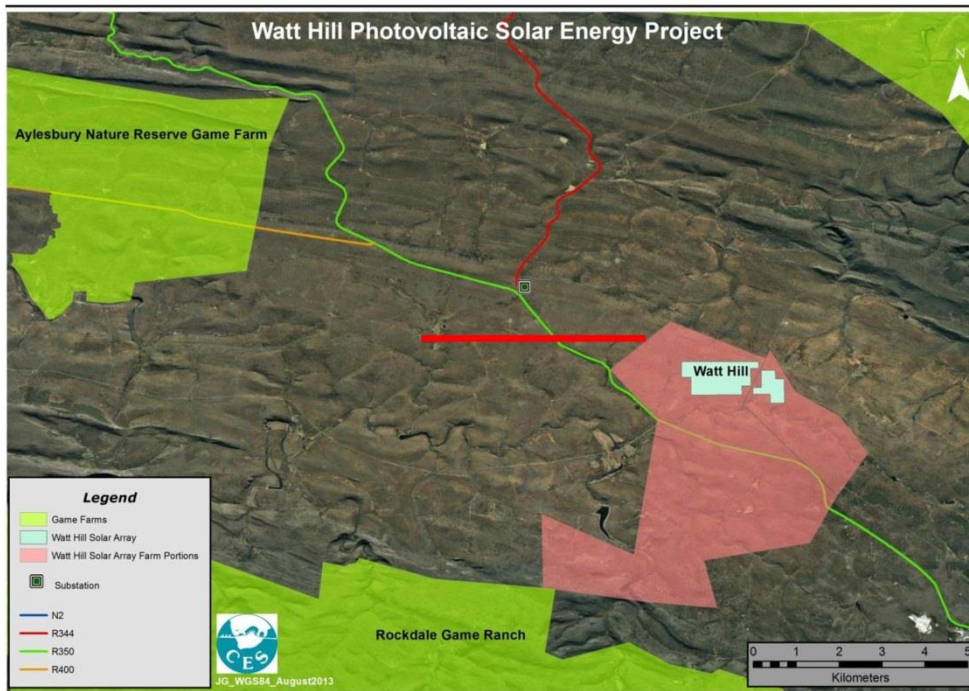 Watt Hill Photovoltaic Solar Energy Project
N
Aylesbury Nature Reserve Game Farm
Watt Hill
Legend
Game Farms
Watt Hill Solar Array
Watt Hill Solar Array Farm Portions
Substation
N2
R344
R350
R400
CES
JG_WGS84_August2013
Rockdale Game Ranch
0 1 2 3 4 5
Kilometers